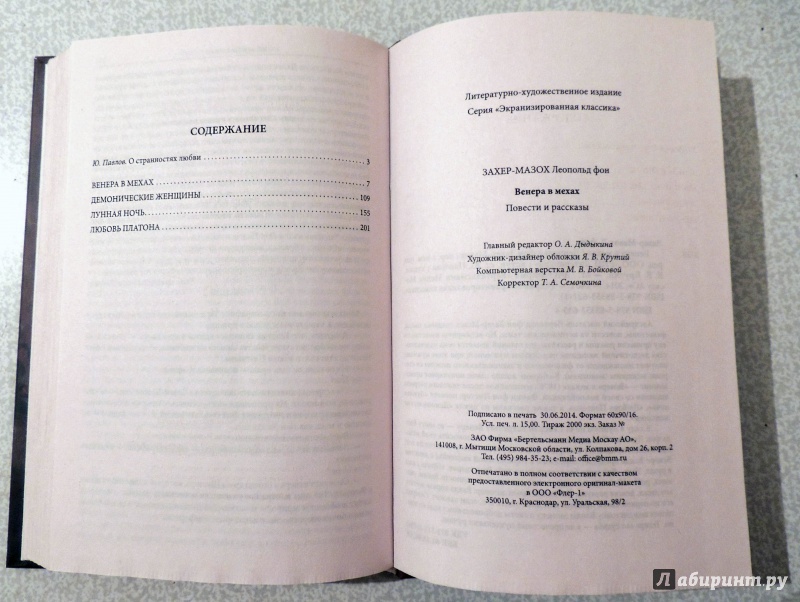 СОДЕРЖАНИЕ
Ю. Павлов. О странностях любви 3
ВЕНЕРА В МЕХАХ 7
ДЕМОНИЧЕСКИЕ ЖЕНЩИНЫ 109
ЛУННАЯ НОЧЬ 155
ЛЮБОВЬ ПЛАТОНА 201
Литературно-художественное издание
Серия «Экранизированная классика»
ЗАХЕР-МАЗОХ Леопольд фон
Венера в мехах
Повести и рассказы
Главный редактор О. А. Дыдыкина
Художник-дизайнер обложки Я. В. Крутий
Компьютерная верстка М. В. Бойковой
Корректор Т. А. Семочкина
Подписано в печать 30.06.2014. Формат 60х90/16.
Усл. печ. л. 15,00. Тираж 2000 экз. Заказ №
ЗАО Фирма «Бертельсманн Медиа Москау АО»,
141008, г. Мытищи Московской области, ул. Колпакова, дом 26, корп. 2
Тел. (495) 984-35-23; e-mail: office@bmm.ru
Отпечатано в полном соответствии с качеством
предоставленного электронного оригинал-макета
в ООО «Флер-1»
350010, г. Краснодар, ул. Уральская, 98/2
Лабиринт.ру